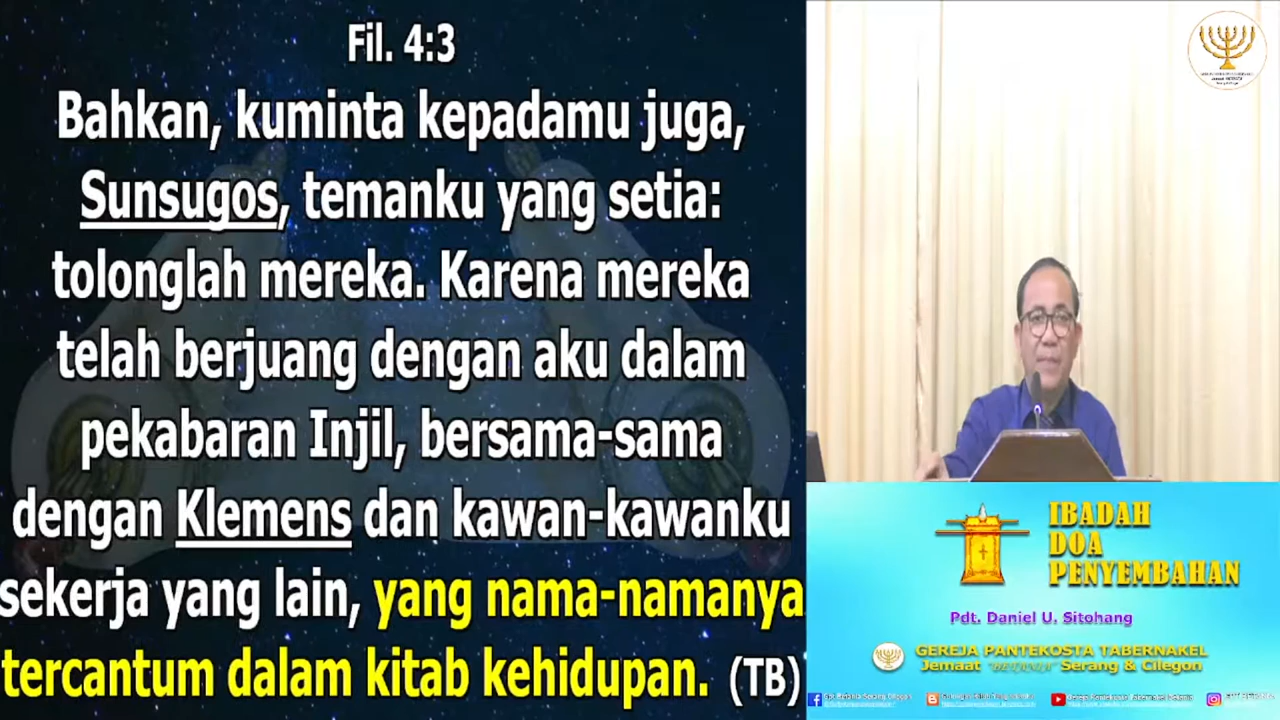 Fil. 4:3
Bahkan, kuminta kepadamu juga,
Sunsugos, temanku yang setia:
tolonglah mereka. Karena mereka
telah berjuang dengan aku dalam
pekabaran Injil, bersama-sama
dengan Klemens dan kawan-kawanku
sekerja yang lain, yang nama-namanya
tercantum dalam kitab kehidupan. (TB)
IBADAH
DOA
PENYEMBAHAN
Pdt. Daniel U. Sitohang
GEREJA PANTEKOSTA TABERNAKEL
Jemaat "BETANIA" Serang & Cilegon